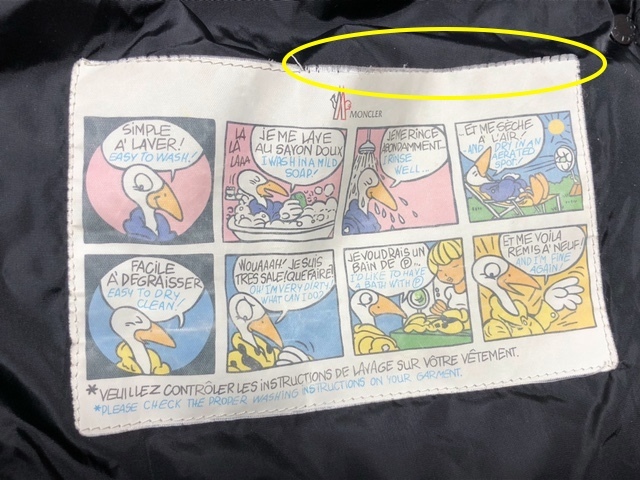 MONCLER
SIMPLE
À LAVER!
EASY TO WASH!
LA
LA
LAAA
JE ME LAVE
AU SAVON DOUX
I WASH IN A MILD
SOAP!
JE ME RINCE
ABONDAMMENT...
I RINSE
WELL...
...ET ME SÈCHE
À L'AIR!
...AND DRY IN AN
AERATED
SPOT!
FACILE
À DÉGRAISSER
EASY TO DRY
CLEAN!
WOUAAAH! JE SUIS
TRÈS SALE! QUE FAIRE?
OH! I'M VERY DIRTY!
WHAT CAN I DO?
JE VOUDRAIS UN
BAIN DE Ⓟ...
I'D LIKE TO HAVE
A BATH WITH Ⓟ
ET ME VOILÀ
REMIS À NEUF!
AND I'M FINE
AGAIN!
*VEUILLEZ CONTRÔLER LES INSTRUCTIONS DE LAVAGE SUR VÔTRE VÊTEMENT.
*PLEASE CHECK THE PROPER WASHING INSTRUCTIONS ON YOUR GARMENT.